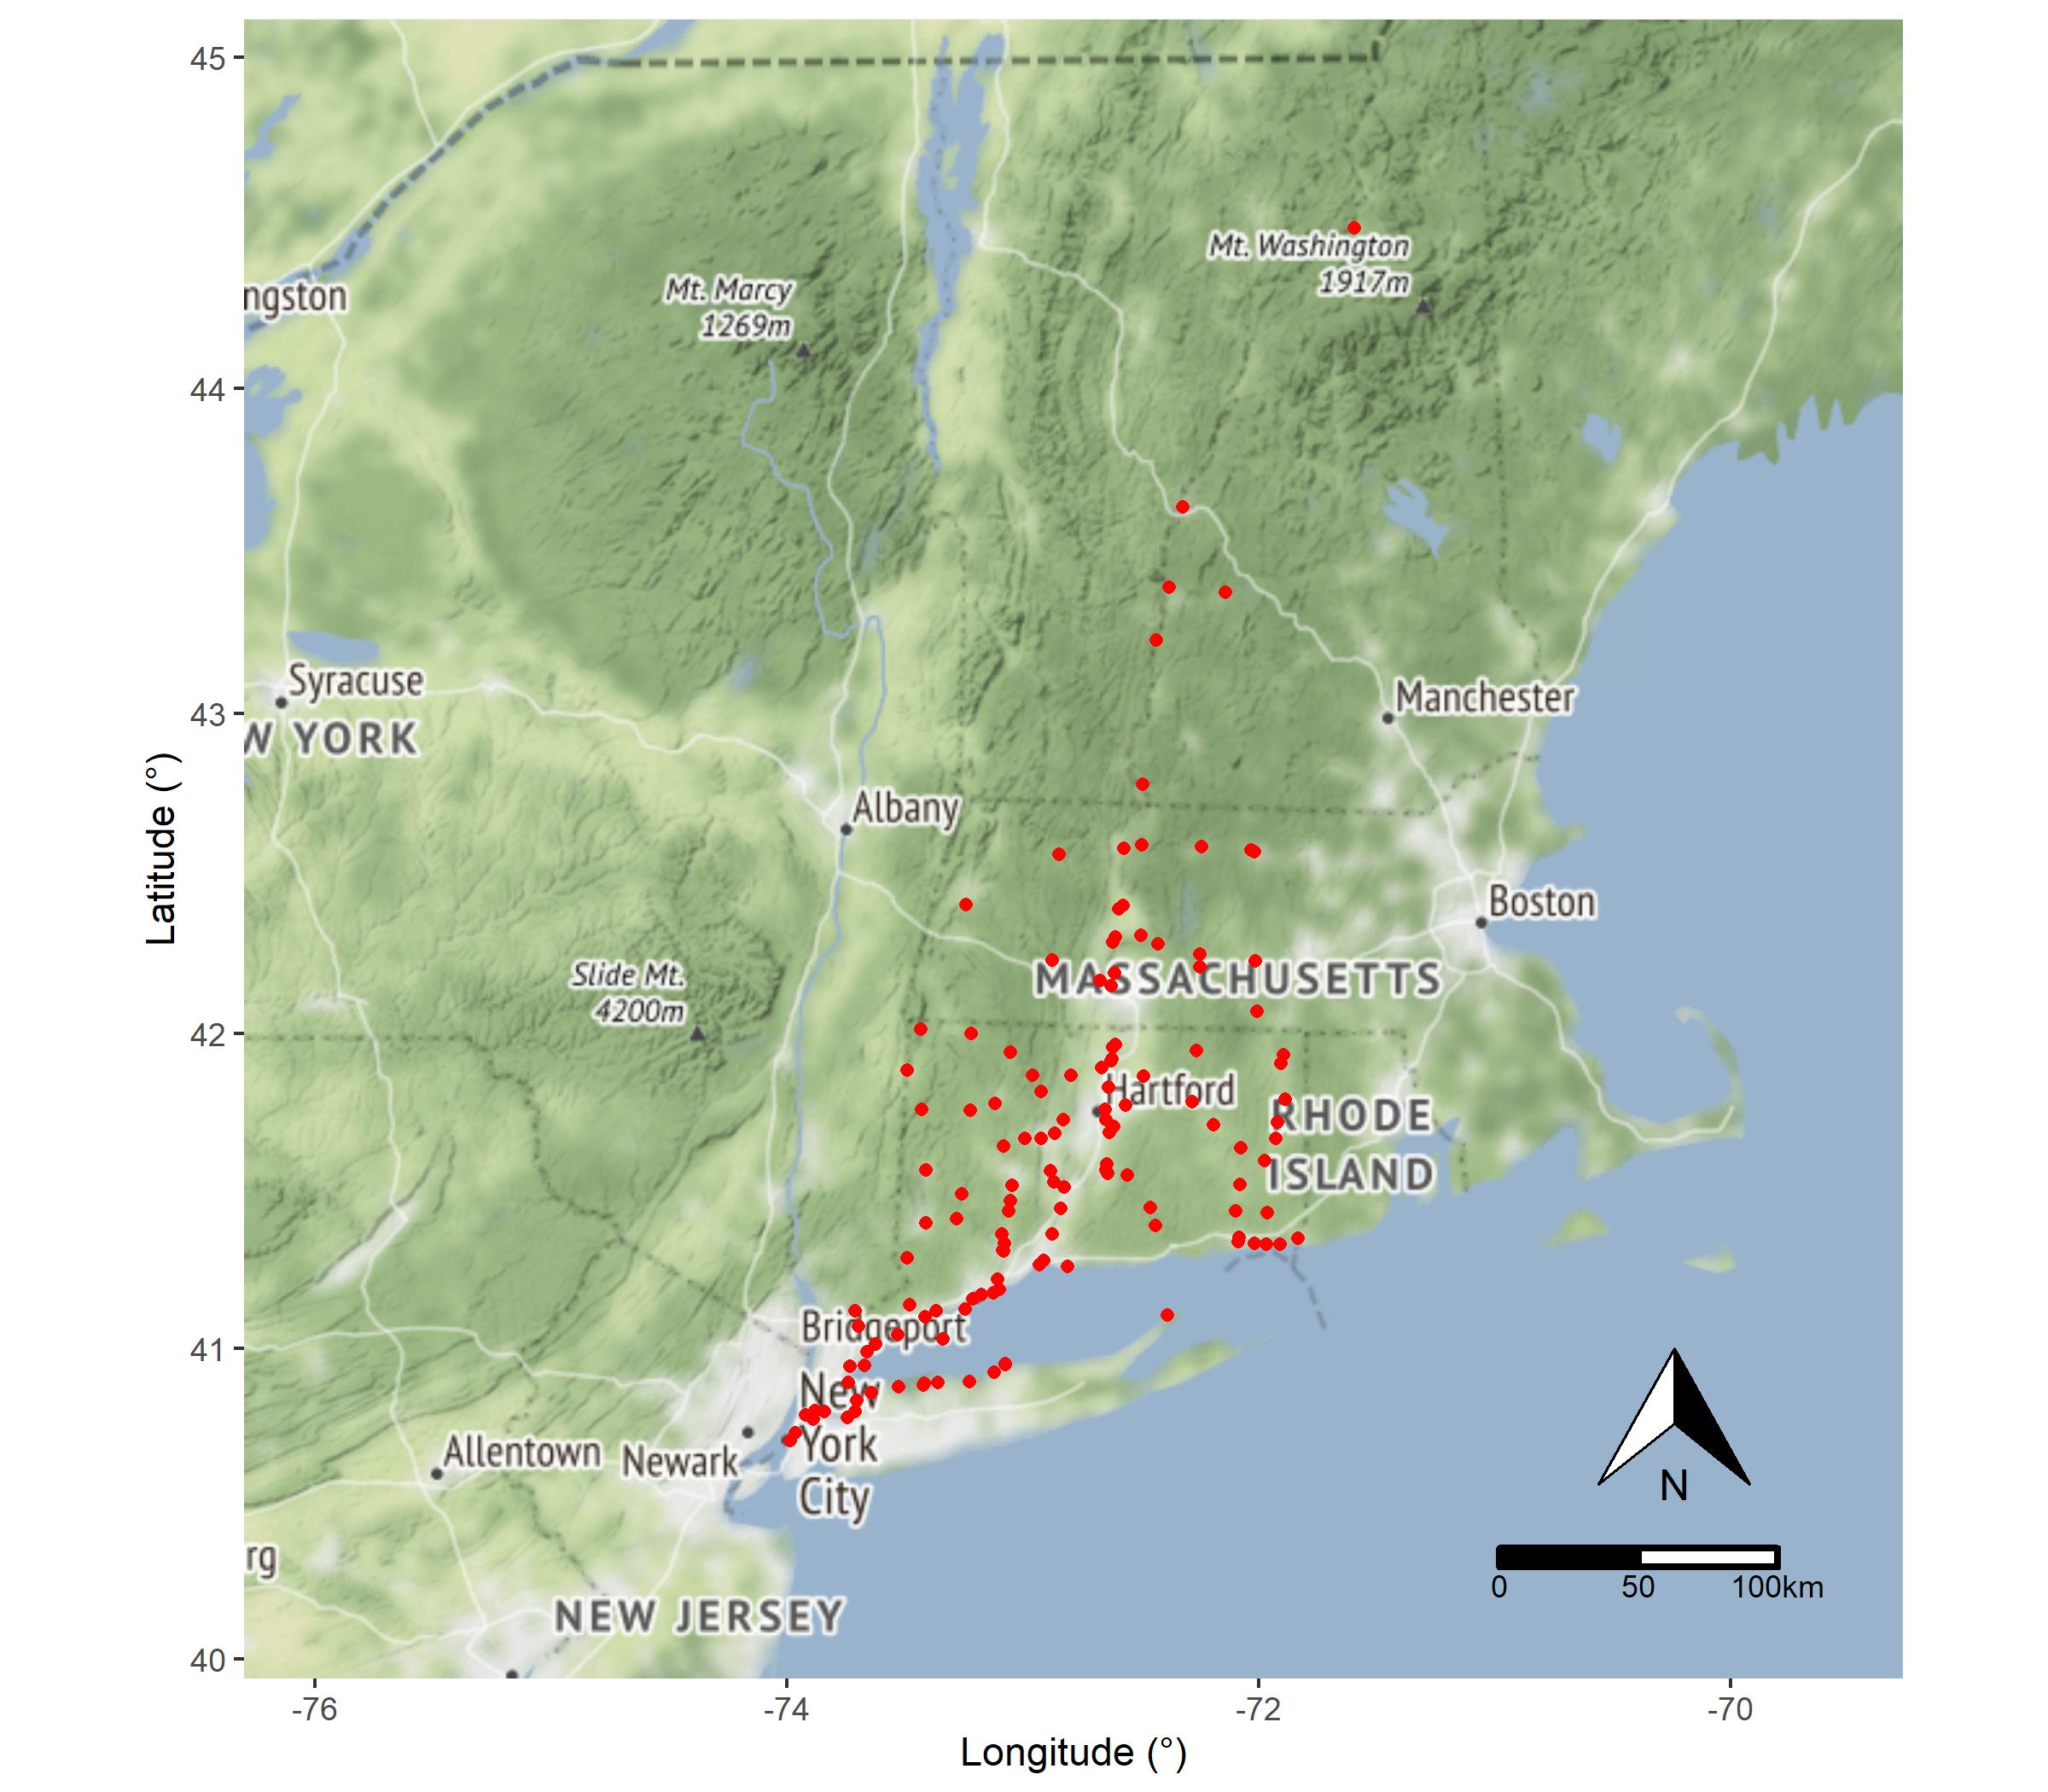 45
44
43
42
41
40
Latitude (°)
ngston
Mt. Marcy
1269m
Mt. Washington
1917m
Syracuse
W YORK
Manchester
Albany
Boston
Slide Mt.
4200m
MASSACHUSETTS
Hartford
RHODE
ISLAND
Bridgeport
New
York
City
Allentown
Newark
rg
NEW JERSEY
N
0 50 100km
-76 -74 -72 -70
Longitude (°)